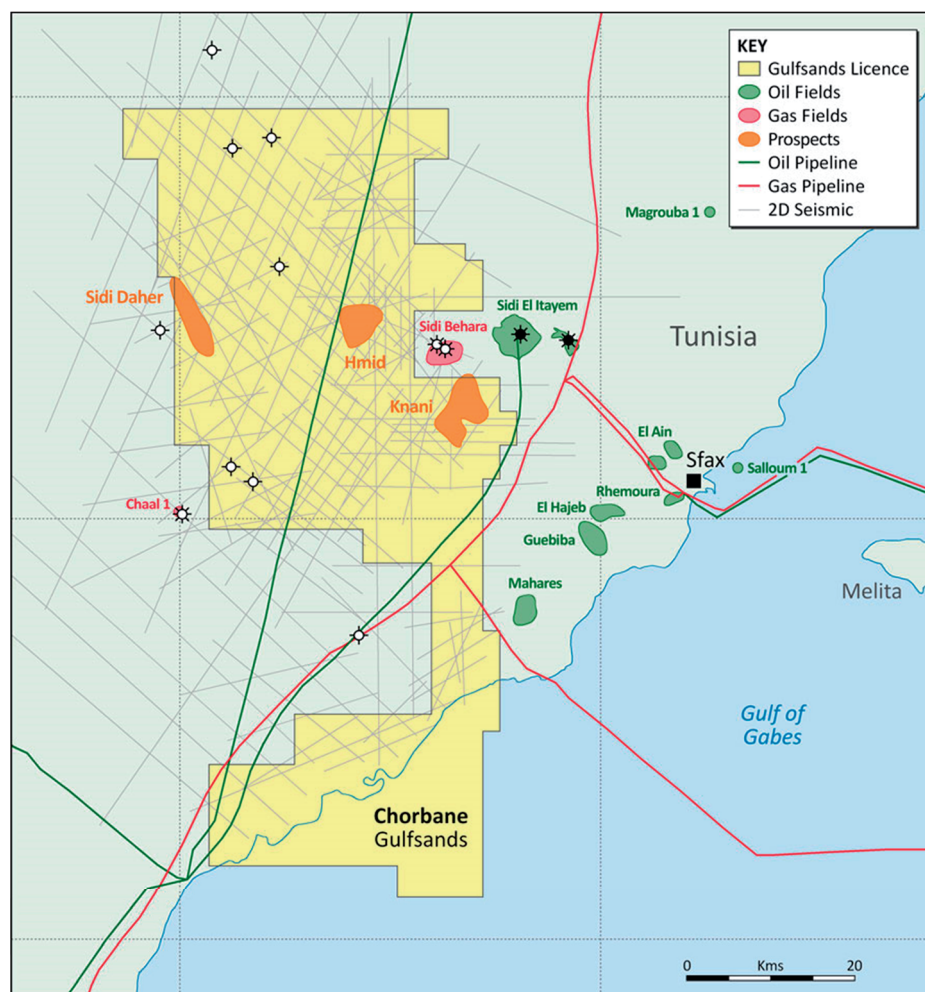 KEY
Gulfsands Licence
Oil Fields
Gas Fields
Prospects
Oil Pipeline
Gas Pipeline
2D Seismic
Magrouba 1
Sidi Daher
Sidi El Itayem
Sidi Behara
Tunisia
Hmid
Knani
El Ain
Sfax
Salloum 1
Chaal 1
Rhemoura
El Hajeb
Guebiba
Mahares
Melita
Gulf of
Gabes
Chorbane
Gulfsands
0 Kms 20